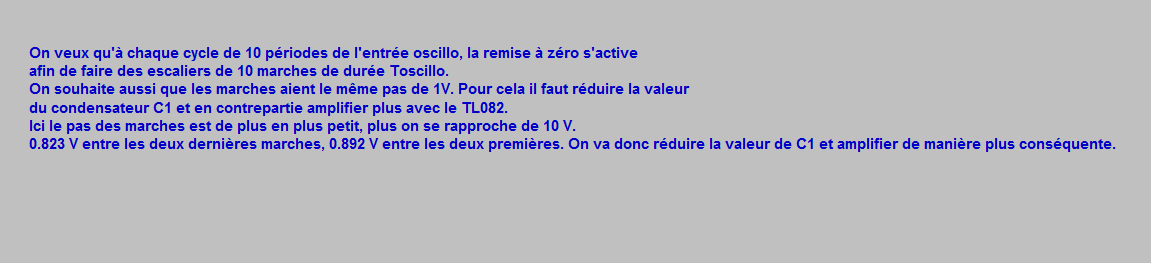 On veux qu'à chaque cycle de 10 périodes de l'entrée oscillo, la remise à zéro s'active
afin de faire des escaliers de 10 marches de durée Toscillo.
On souhaite aussi que les marches aient le même pas de 1V. Pour cela il faut réduire la valeur
du condensateur C1 et en contrepartie amplifier plus avec le TL082.
Ici le pas des marches est de plus en plus petit, plus on se rapproche de 10 V.
0.823 V entre les deux dernières marches, 0.892 V entre les deux premières. On va donc réduire la valeur de C1 et amplifier de manière plus conséquente.